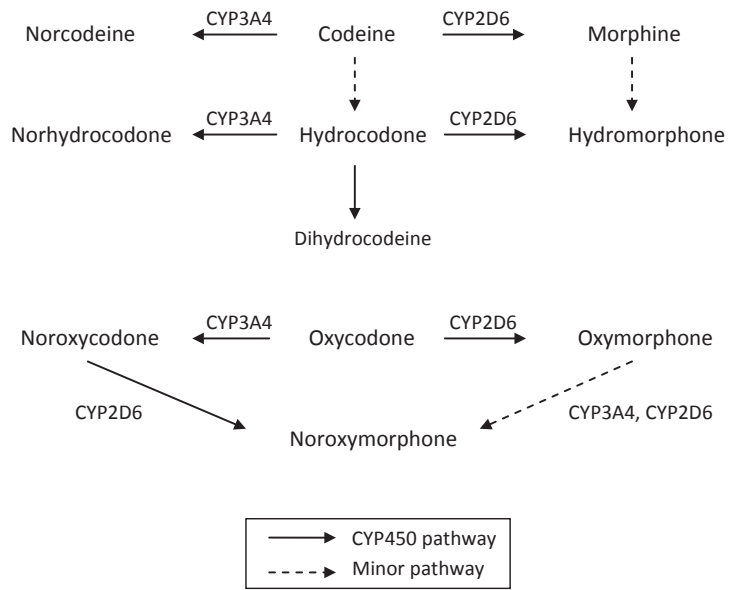 CYP3A4 CYP2D6
Norcodeine Codeine Morphine
CYP3A4 CYP2D6
Norhydrocodone Hydrocodone Hydromorphone
Dihydrocodeine
CYP3A4 CYP2D6
Noroxycodone Oxycodone Oxymorphone
CYP2D6 CYP3A4, CYP2D6
Noroxymorphone
CYP450 pathway
Minor pathway